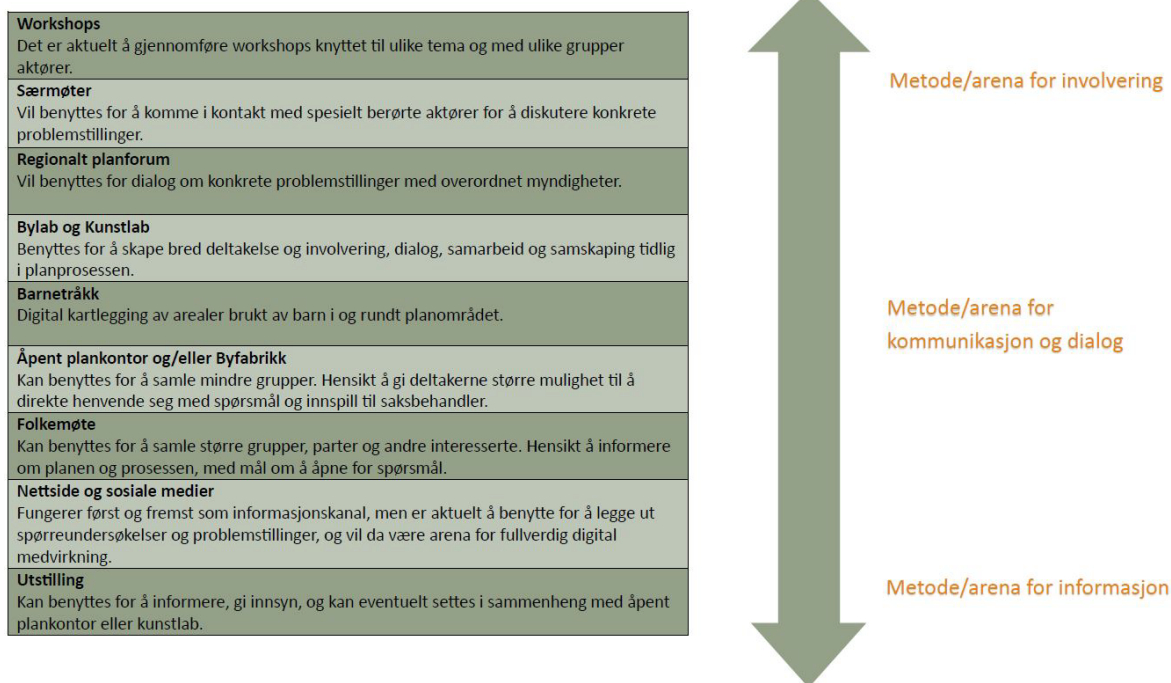 Workshops
Det er aktuelt å gjennomføre workshops knyttet til ulike tema og med ulike grupper
aktører.
Særmøter
Vil benyttes for å komme i kontakt med spesielt berørte aktører for å diskutere konkrete
problemstillinger.
Regionalt planforum
Vil benyttes for dialog om konkrete problemstillinger med overordnet myndigheter.
Bylab og Kunstlab
Benyttes for å skape bred deltakelse og involvering, dialog, samarbeid og samskaping tidlig
i planprosessen.
Barnetråkk
Digital kartlegging av arealer brukt av barn i og rundt planområdet.
Åpent plankontor og/eller Byfabrikk
Kan benyttes for å samle mindre grupper. Hensikt å gi deltakerne større mulighet til å
direkte henvende seg med spørsmål og innspill til saksbehandler.
Folkemøte
Kan benyttes for å samle større grupper, parter og andre interesserte. Hensikt å informere
om planen og prosessen, med mål om å åpne for spørsmål.
Nettside og sosiale medier
Fungerer først og fremst som informasjonskanal, men er aktuelt å benytte for å legge ut
spørreundersøkelser og problemstillinger, og vil da være arena for fullverdig digital
medvirkning.
Utstilling
Kan benyttes for å informere, gi innsyn, og kan eventuelt settes i sammenheng med åpent
plankontor eller kunstlab.
Metode/arena for involvering
Metode/arena for
kommunikasjon og dialog
Metode/arena for informasjon